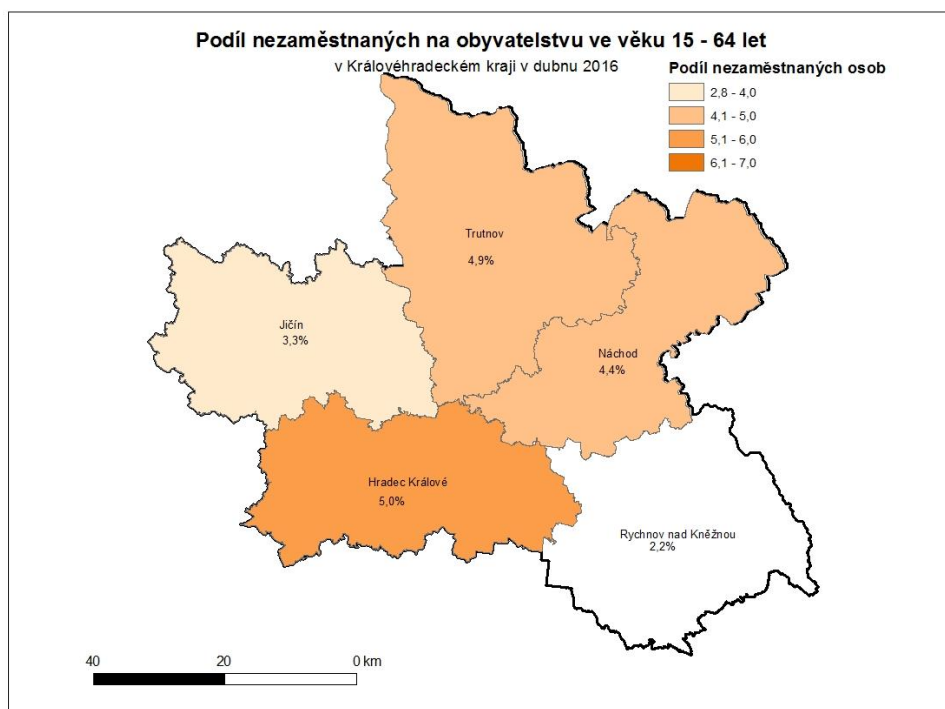 Podíl nezaměstnaných na obyvatelstvu ve věku 15 - 64 let
v Královéhradeckém kraji v dubnu 2016
Podíl nezaměstnaných osob
2,8 - 4,0
4,1 - 5,0
5,1 - 6,0
6,1 - 7,0
Trutnov
4,9%
Jičín
3,3%
Náchod
4,4%
Hradec Králové
5,0%
Rychnov nad Kněžnou
2,2%
40 20 0 km